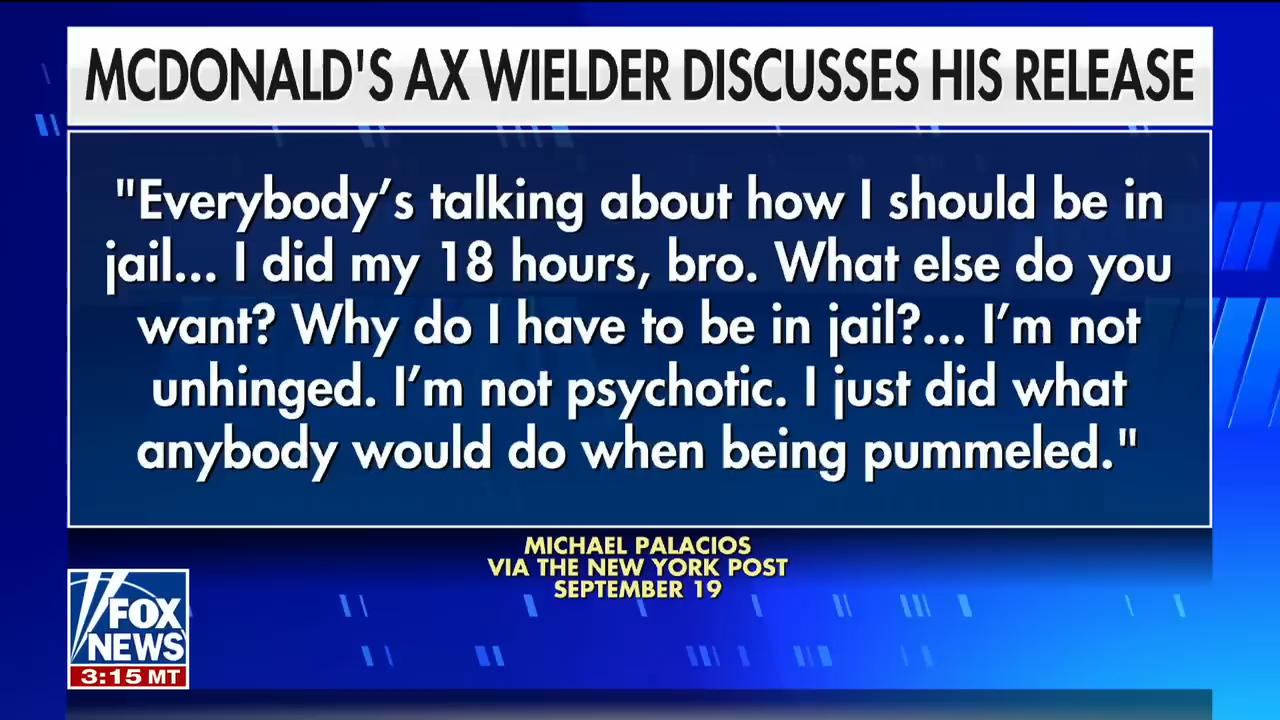 MCDONALD'S AX WIELDER DISCUSSES HIS RELEASE
"Everybody’s talking about how I should be in
jail... I did my 18 hours, bro. What else do you
want? Why do I have to be in jail?... I’m not
unhinged. I’m not psychotic. I just did what
anybody would do when being pummeled."
MICHAEL PALACIOS
VIA THE NEW YORK POST
SEPTEMBER 19
FOX
NEWS
3:15 MT